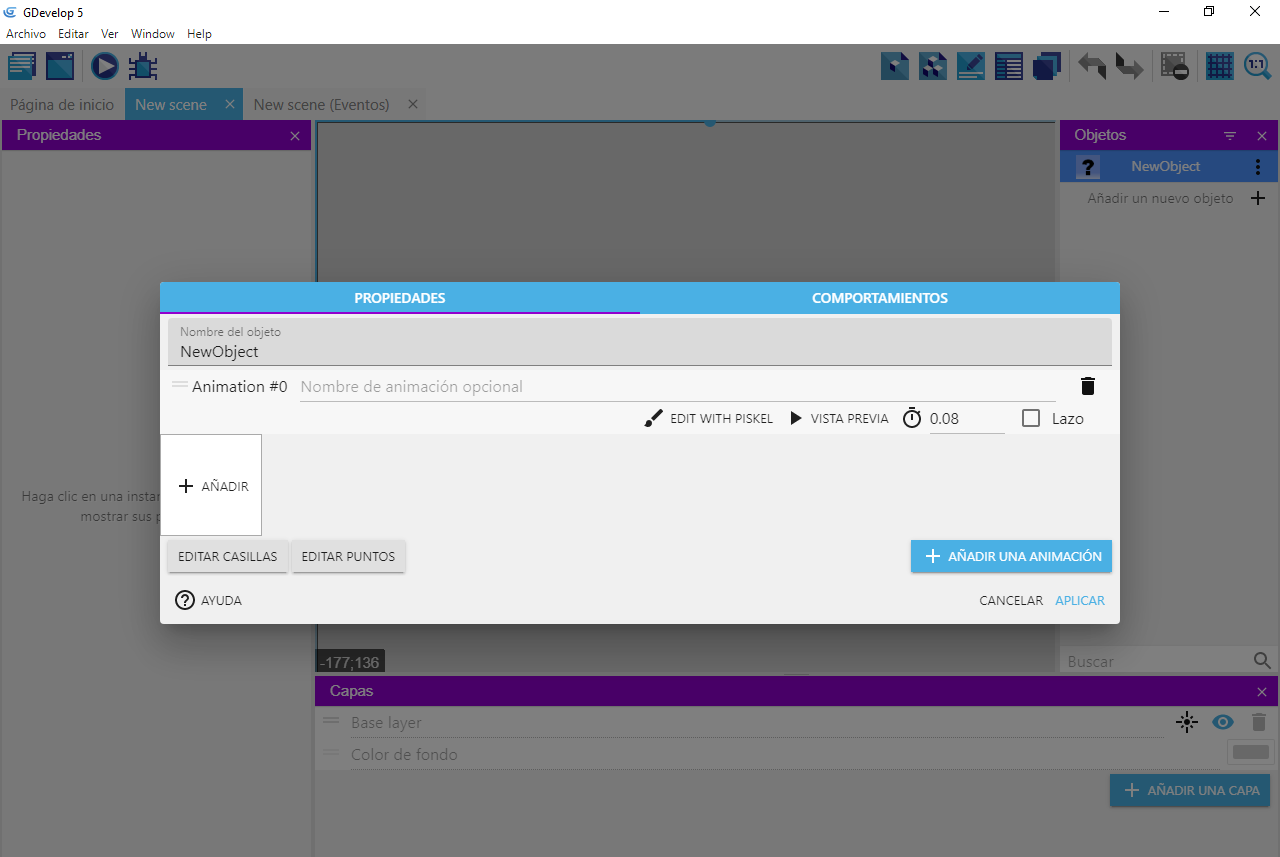 GDevelop 5
Archivo Editar Ver Window Help
1:1
Página de inicio New scene New scene (Eventos)
Propiedades
Objetos
? NewObject
Añadir un nuevo objeto
PROPIEDADES COMPORTAMIENTOS
Nombre del objeto
NewObject
Animation #0 Nombre de animación opcional
EDIT WITH PISKEL VISTA PREVIA 0.08 Lazo
AÑADIR
Haga clic en una
mostrar sus
EDITAR CASILLAS EDITAR PUNTOS AÑADIR UNA ANIMACIÓN
? AYUDA CANCELAR APLICAR
-177;136
Buscar
Capas
Base layer
Color de fondo
AÑADIR UNA CAPA